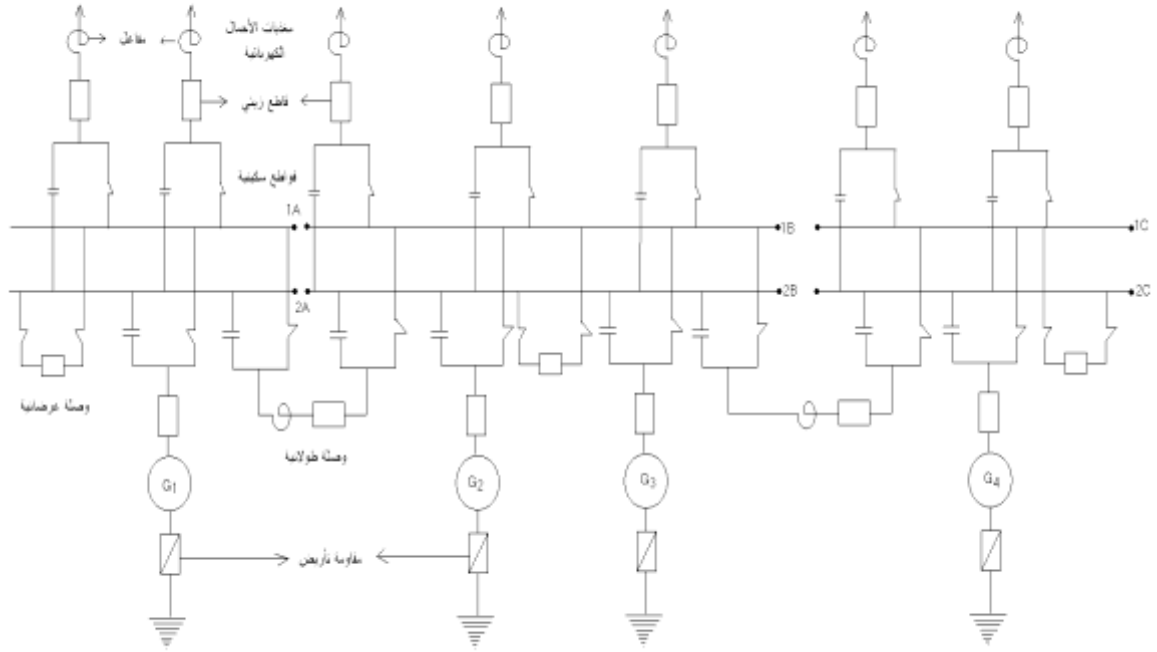 مغذيات الأحمال
الكهربائية
مفاعل
قاطع زيتي
قواطع سكينية
1A
1B
1C
2A
2B
2C
وصلة عرضانية
وصلة طولانية
G1
G2
G3
G4
مقاومة تأريض